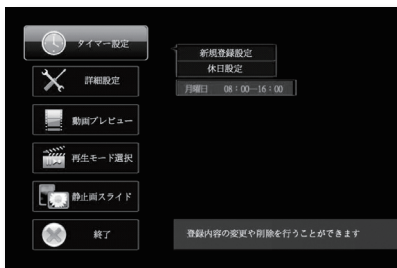 タイマー設定
新規登録設定
休日設定
月曜日 08：00―16：00
詳細設定
動画プレビュー
再生モード選択
静止画スライド
終了
登録内容の変更や削除を行うことができます